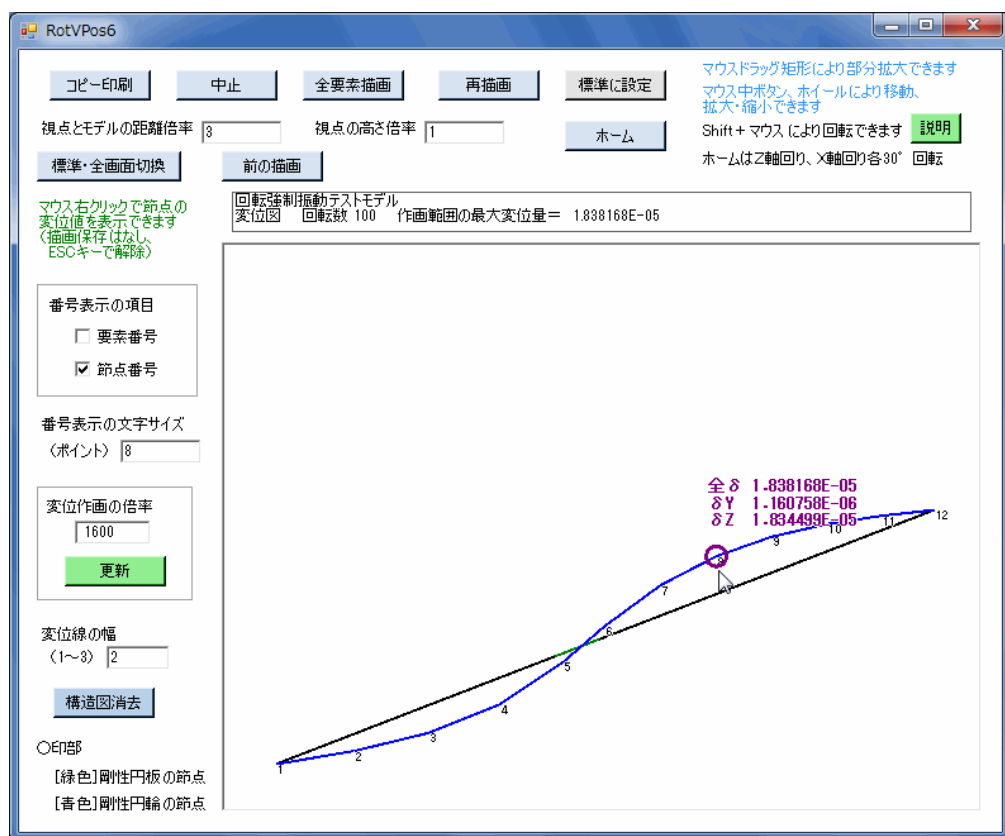 RotVPos6
コピー印刷 中止 全要素描画 再描画 標準に設定
マウスドラッグ矩形により部分拡大できます
マウス中ボタン、ホイールにより移動、
拡大・縮小できます
視点とモデルの距離倍率 3 視点の高さ倍率 1 ホーム
Shift+マウスにより回転できます 説明
標準・全画面切換 前の描画
ホームはZ軸回り、X軸回り各30° 回転
マウス右クリックで節点の
変位値を表示できます
(描画保存はなし、
ESCキーで解除)
回転強制振動テストモデル
変位図 回転数 100 作画範囲の最大変位量= 1.838168E-05
番号表示の項目
要素番号
節点番号
番号表示の文字サイズ
(ポイント) 8
変位作画の倍率
1600
更新
変位線の幅
(1~3) 2
構造図消去
〇印部
[緑色]剛性円板の節点
[青色]剛性円輪の節点
全δ 1.838168E-05
δY 1.160758E-06
δZ 1.834499E-05
12
11
10
9
8
7
6
5
4
3
2
1